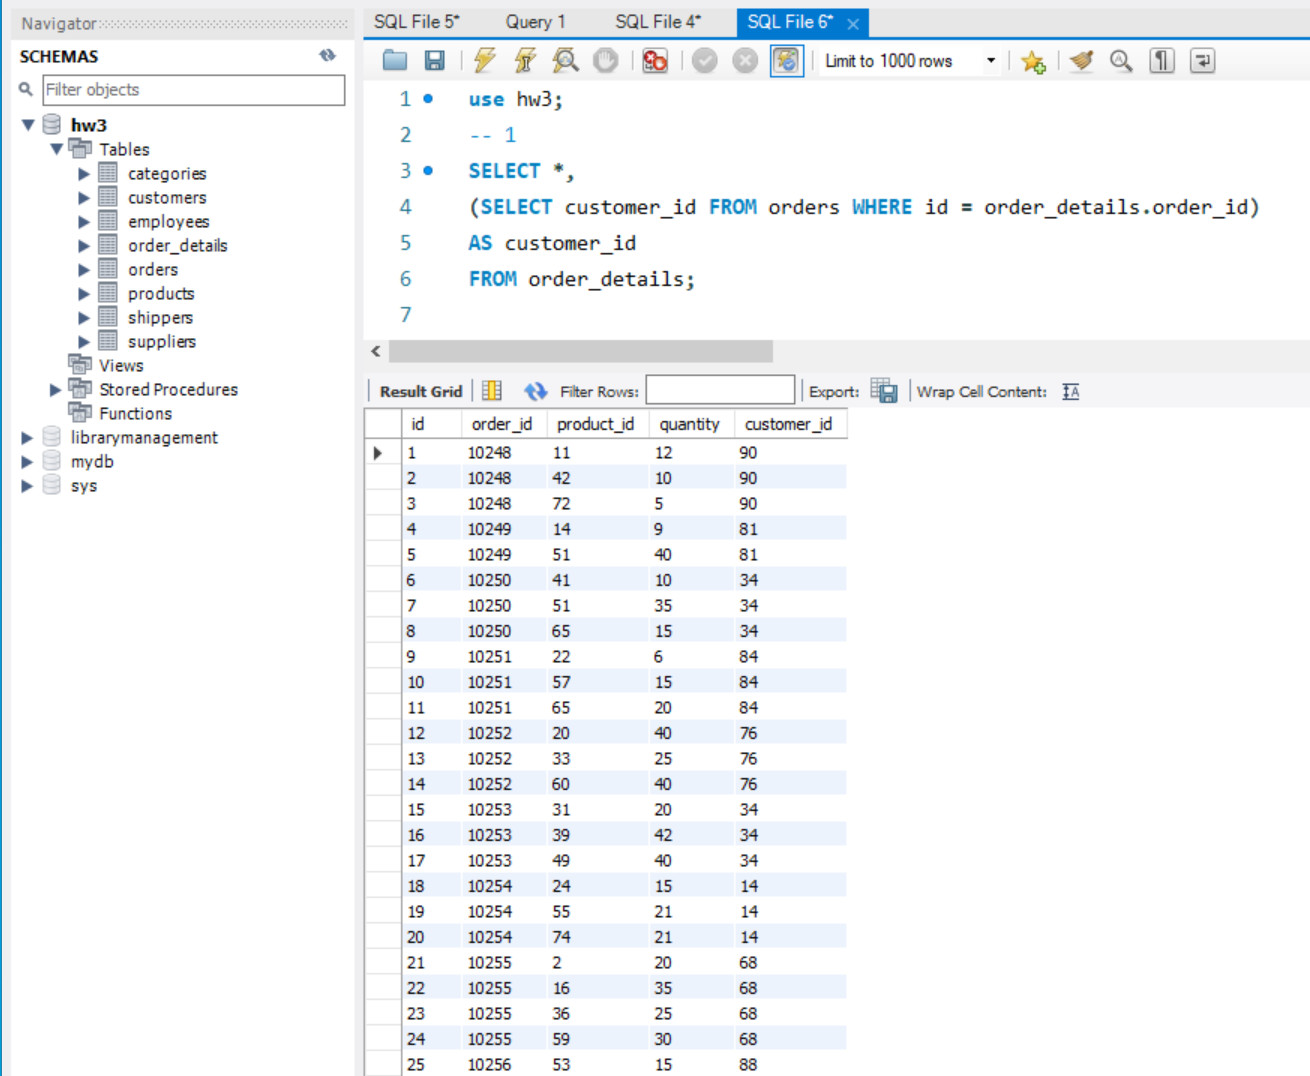 Navigator
SCHEMAS
Filter objects
hw3
Tables
categories
customers
employees
order_details
orders
products
shippers
suppliers
Views
Stored Procedures
Functions
librarymanagement
mydb
sys
SQL File 5* Query 1 SQL File 4* SQL File 6*
Limit to 1000 rows
1 use hw3;
2 -- 1
3 SELECT *,
4 (SELECT customer_id FROM orders WHERE id = order_details.order_id)
5 AS customer_id
6 FROM order_details;
7
Result Grid Filter Rows: Export: Wrap Cell Content:
id order_id product_id quantity customer_id
1 10248 11 12 90
2 10248 42 10 90
3 10248 72 5 90
4 10249 14 9 81
5 10249 51 40 81
6 10250 41 10 34
7 10250 51 35 34
8 10250 65 15 34
9 10251 22 6 84
10 10251 57 15 84
11 10251 65 20 84
12 10252 20 40 76
13 10252 33 25 76
14 10252 60 40 76
15 10253 31 20 34
16 10253 39 42 34
17 10253 49 40 34
18 10254 24 15 14
19 10254 55 21 14
20 10254 74 21 14
21 10255 2 20 68
22 10255 16 35 68
23 10255 36 25 68
24 10255 59 30 68
25 10256 53 15 88